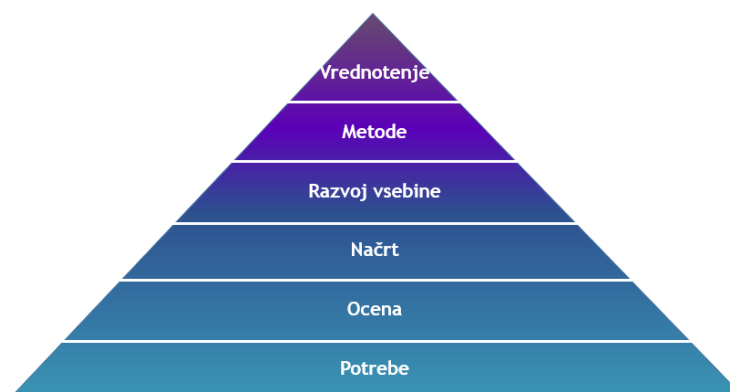 Vrednotenje
Metode
Razvoj vsebine
Načrt
Ocena
Potrebe